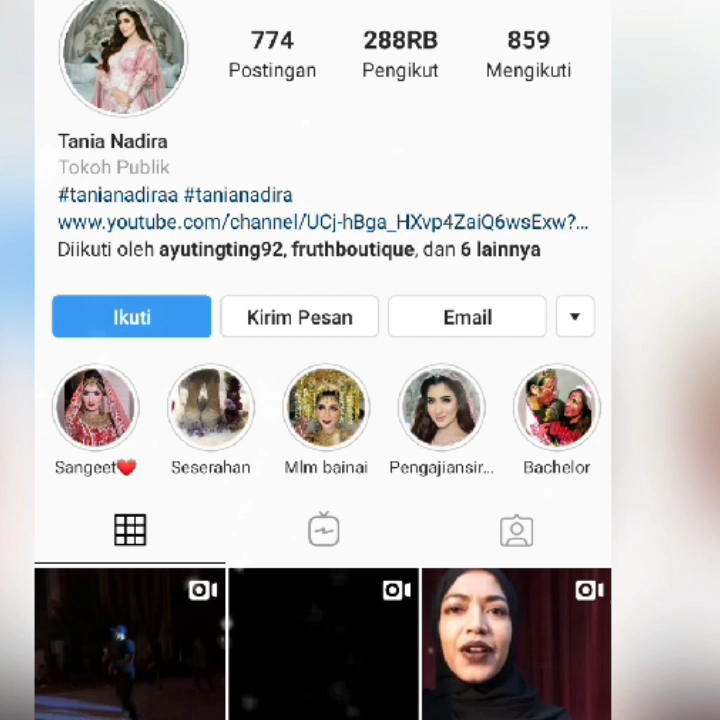 774 288RB 859
Postingan Pengikut Mengikuti
Tania Nadira
Tokoh Publik
#tanianadiraa #tanianadira
www.youtube.com/channel/UCj-hBga_HXvp4ZaiQ6wsExw?...
Diikuti oleh ayutingting92, fruthboutique, dan 6 lainnya
Ikuti Kirim Pesan Email
Sangeet❤️ Seserahan Mlm bainai Pengajiansir... Bachelor